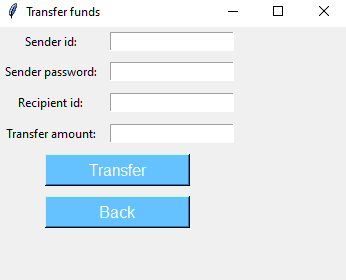 Transfer funds
Sender id:
Sender password:
Recipient id:
Transfer amount:
Transfer
Back